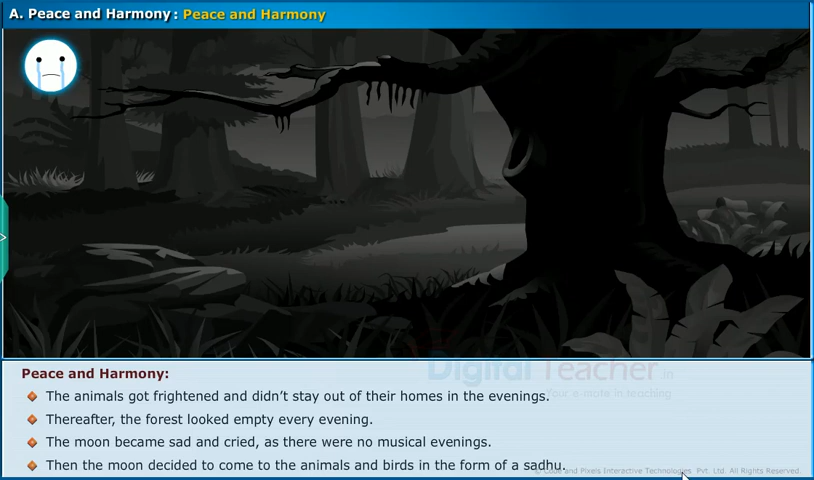 A. Peace and Harmony : Peace and Harmony
Peace and Harmony:
The animals got frightened and didn't stay out of their homes in the evenings.
Thereafter, the forest looked empty every evening.
The moon became sad and cried, as there were no musical evenings.
Then the moon decided to come to the animals and birds in the form of a sadhu.
Digital Teacher.in
Your e-mate in teaching
© Code and Pixels Interactive Technologies Pvt. Ltd. All Rights Reserved.